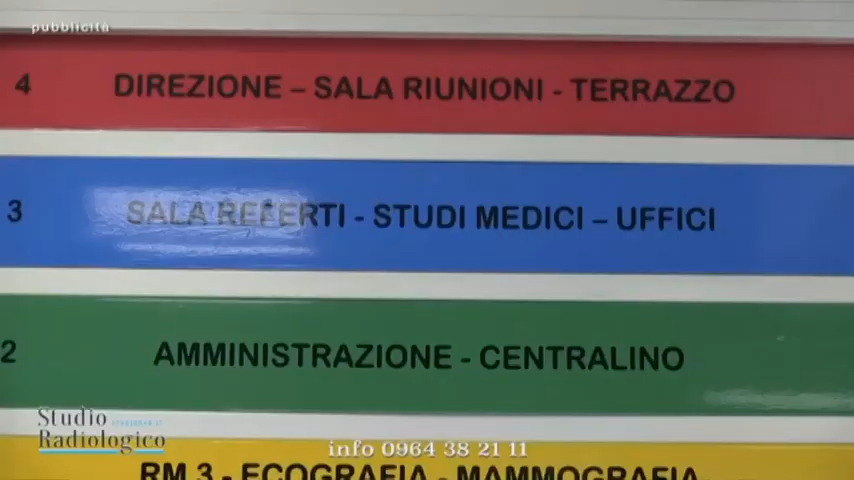 pubblicità
4 DIREZIONE – SALA RIUNIONI - TERRAZZO
3 SALA REFERTI - STUDI MEDICI – UFFICI
2 AMMINISTRAZIONE - CENTRALINO
Studio
Radiologico
info 0964 38 21 11
RM 3 - ECOGRAFIA - MAMMOGRAFIA